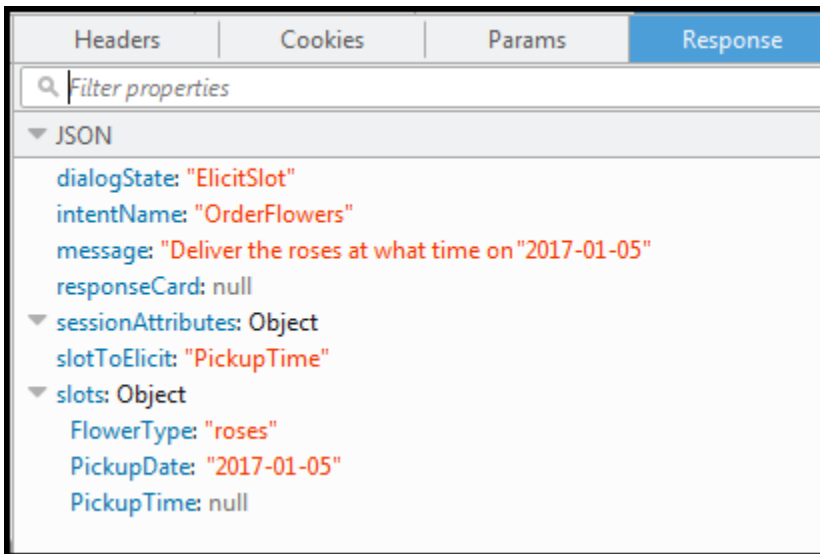 Headers Cookies Params Response
Filter properties
JSON
dialogState: "ElicitSlot"
intentName: "OrderFlowers"
message: "Deliver the roses at what time on "2017-01-05"
responseCard: null
sessionAttributes: Object
slotToElicit: "PickupTime"
slots: Object
FlowerType: "roses"
PickupDate: "2017-01-05"
PickupTime: null